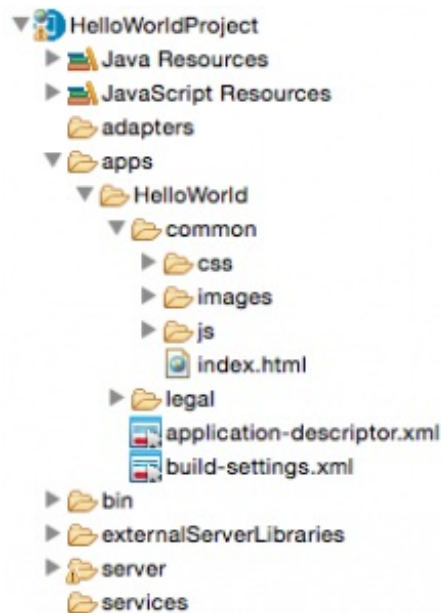 HelloWorldProject
Java Resources
JavaScript Resources
adapters
apps
HelloWorld
common
css
images
js
index.html
legal
application-descriptor.xml
build-settings.xml
bin
externalServerLibraries
server
services